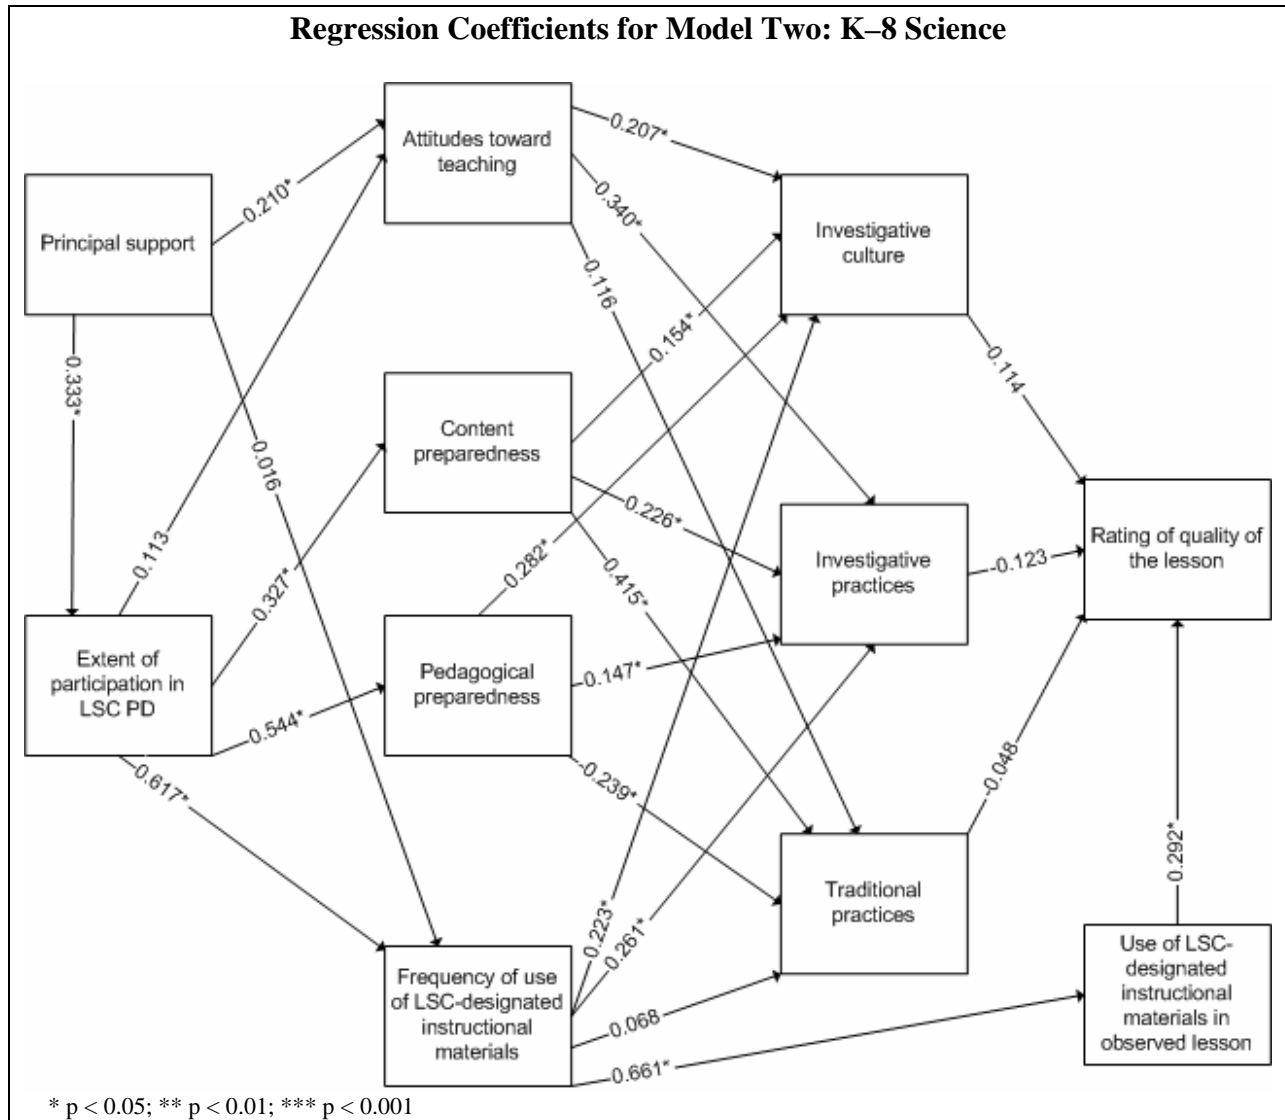 Regression Coefficients for Model Two: K–8 Science
Attitudes toward
teaching
0.207*
0.210*
0.340*
Principal support
Investigative
culture
0.116
0.154*
0.333*
0.114
Content
preparedness
0.016
0.226*
0.113
0.282*
0.327*
0.415*
Rating of quality of
the lesson
Investigative
practices
-0.123
Extent of
participation in
LSC PD
Pedagogical
preparedness
0.147*
0.544*
0.617*
-0.239*
-0.048
0.292*
Traditional
practices
0.223*
0.261*
Frequency of use
of LSC-designated
instructional
materials
0.068
0.661*
Use of LSC-
designated
instructional
materials in
observed lesson
* p < 0.05; ** p < 0.01; *** p < 0.001